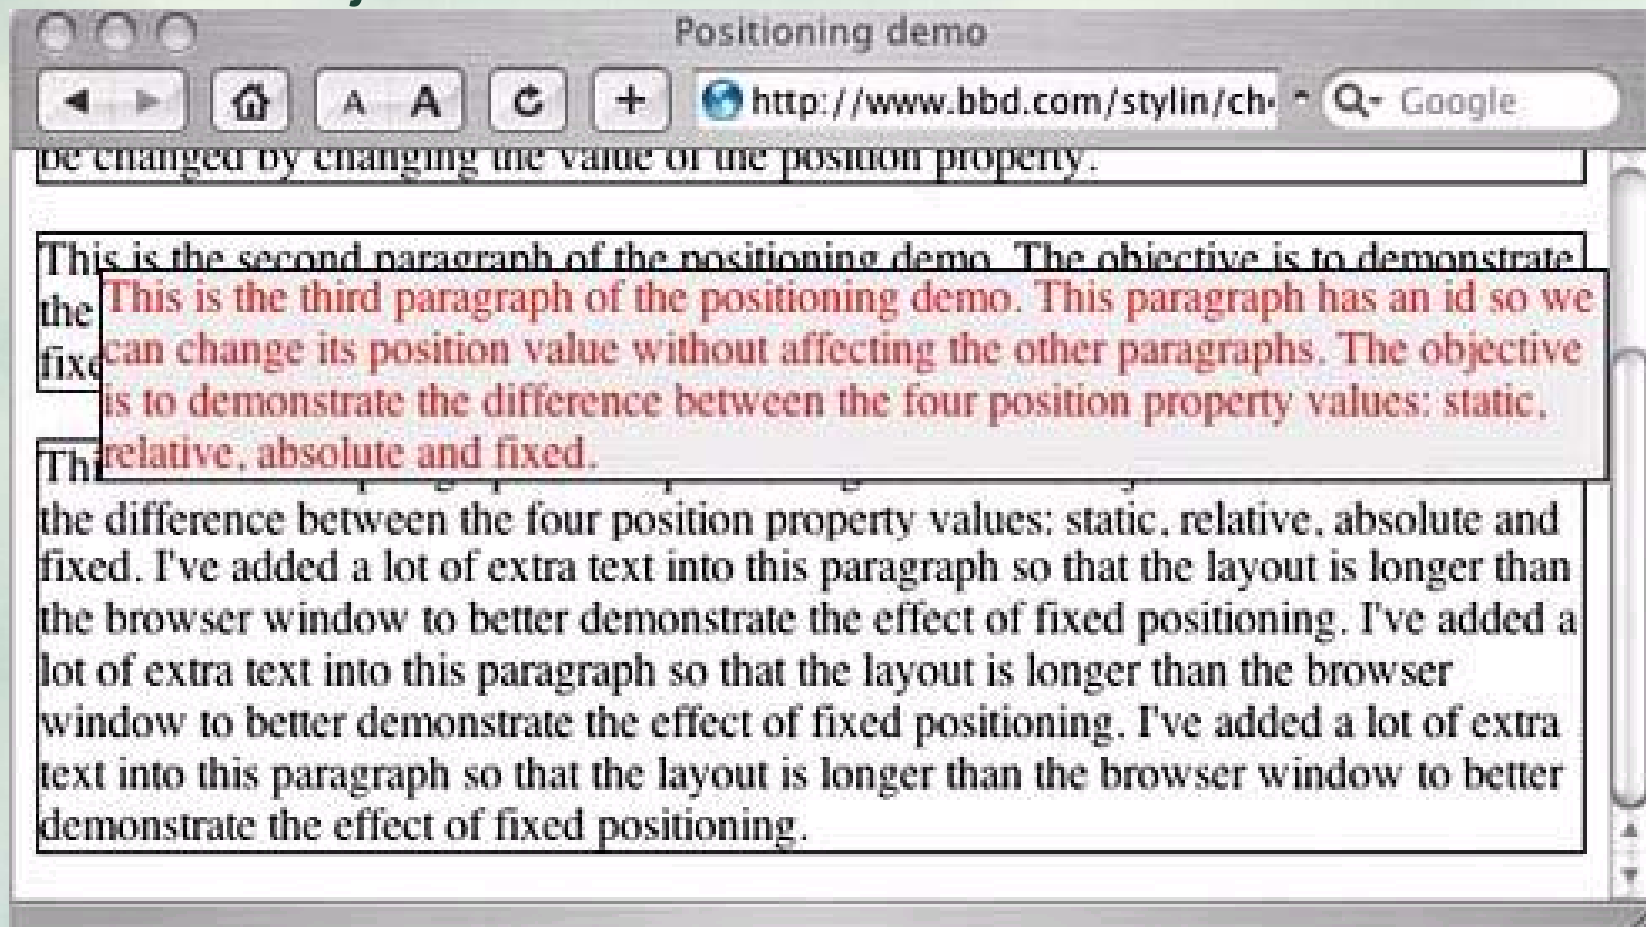 Positioning demo
A A + http://www.bbd.com/stylin/ch Q Google
be changed by changing the value of the position property.
This is the second paragraph of the positioning demo. The objective is to demonstrate
the
This is the third paragraph of the positioning demo. This paragraph has an id so we
can change its position value without affecting the other paragraphs. The objective
is to demonstrate the difference between the four position property values: static,
relative, absolute and fixed.
the difference between the four position property values: static, relative, absolute and
fixed. I've added a lot of extra text into this paragraph so that the layout is longer than
the browser window to better demonstrate the effect of fixed positioning. I've added a
lot of extra text into this paragraph so that the layout is longer than the browser
window to better demonstrate the effect of fixed positioning. I've added a lot of extra
text into this paragraph so that the layout is longer than the browser window to better
demonstrate the effect of fixed positioning.